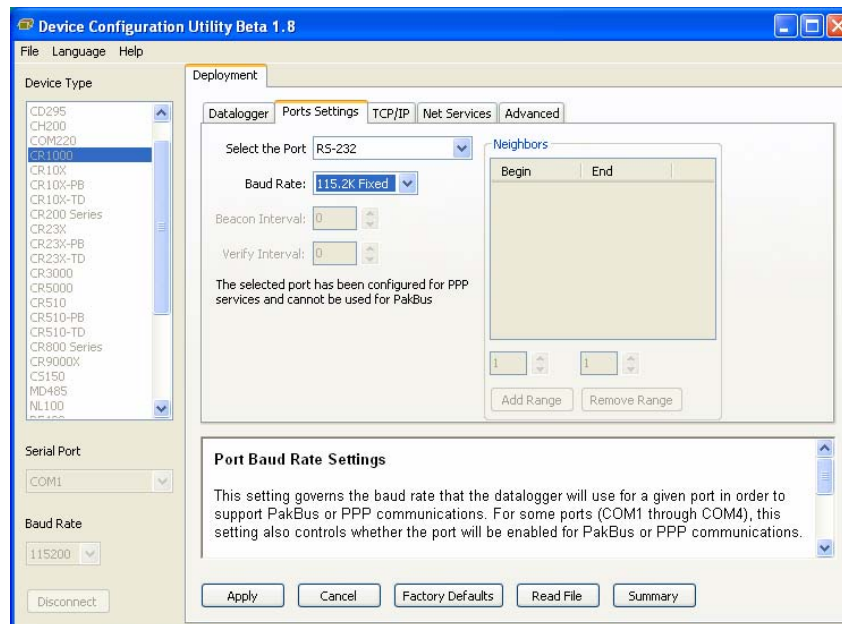 Device Configuration Utility Beta 1.8
File Language Help
Device Type
CD295
CH200
COM220
CR1000
CR10X
CR10X-PB
CR10X-TD
CR200 Series
CR23X
CR23X-PB
CR23X-TD
CR3000
CR5000
CR510
CR510-PB
CR510-TD
CR800 Series
CR9000X
CS150
MD485
NL100
Serial Port
COM1
Baud Rate
115200
Disconnect
Deployment
Datalogger Ports Settings TCP/IP Net Services Advanced
Select the Port RS-232
Baud Rate: 115.2K Fixed
Beacon Interval: 0
Verify Interval: 0
The selected port has been configured for PPP
services and cannot be used for PakBus
Neighbors
Begin End
1 1
Add Range Remove Range
Port Baud Rate Settings
This setting governs the baud rate that the datalogger will use for a given port in order to
support PakBus or PPP communications. For some ports (COM1 through COM4), this
setting also controls whether the port will be enabled for PakBus or PPP communications.
Apply Cancel Factory Defaults Read File Summary